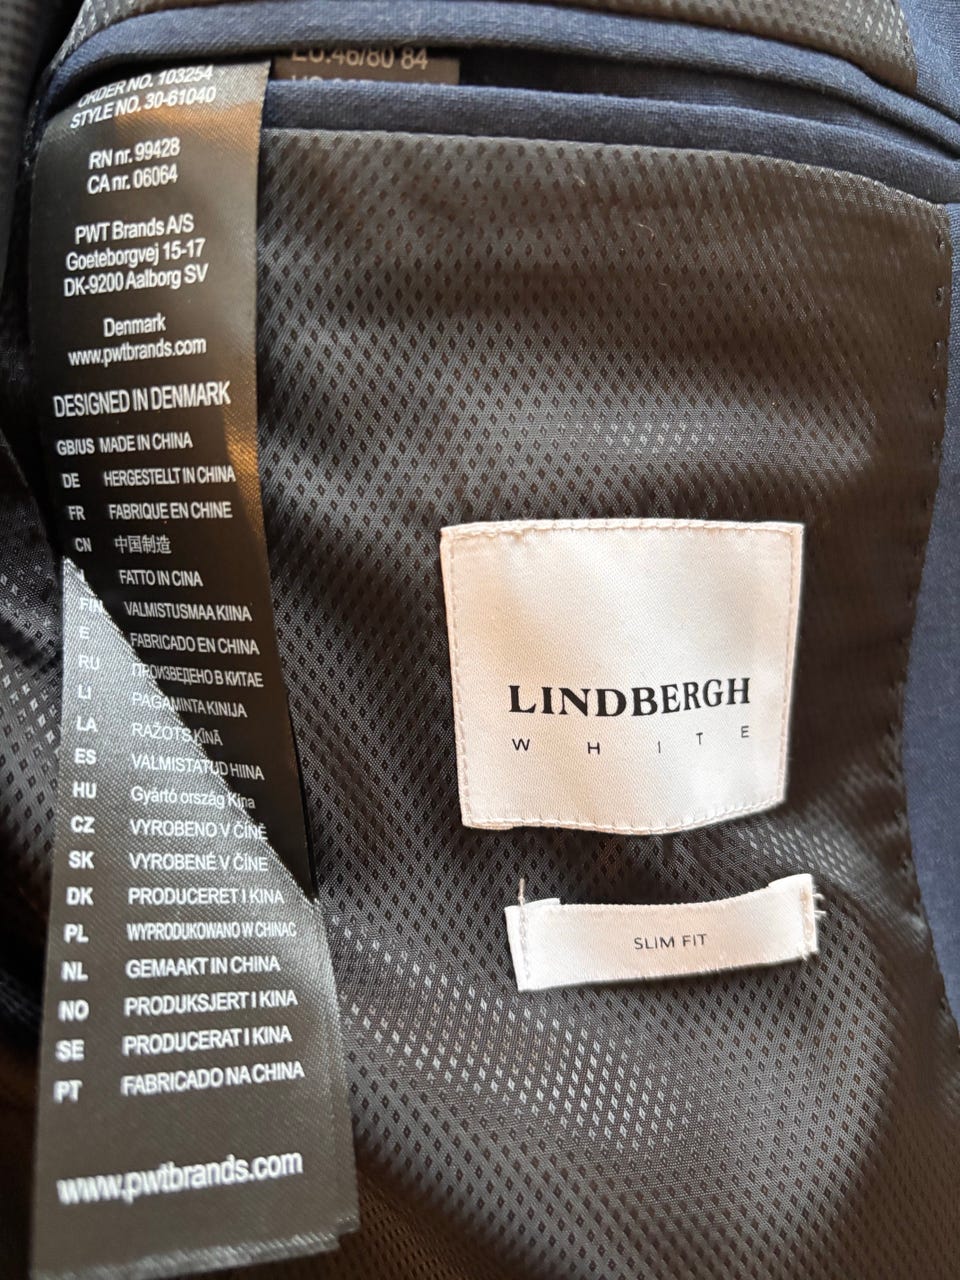 EU.46/80 84
ORDER NO. 103254
STYLE NO. 30-61040
RN nr. 99428
CA nr. 06064
PWT Brands A/S
Goeteborgvej 15-17
DK-9200 Aalborg SV
Denmark
www.pwtbrands.com
DESIGNED IN DENMARK
GB/US MADE IN CHINA
DE HERGESTELLT IN CHINA
FR FABRIQUE EN CHINE
CN 中国制造
FATTO IN CINA
FIN VALMISTUSMAA KIINA
E FABRICADO EN CHINA
RU ПРОИЗВЕДЕНО В КИТАЕ
LI PAGAMINTA KINIJA
LA RAŽOTS ĶĪNĀ
ES VALMISTATUD HIINA
HU Gyártó ország Kína
CZ VYROBENO V ČÍNĚ
SK VYROBENÉ V ČÍNE
DK PRODUCERET I KINA
PL WYPRODUKOWANO W CHINAC
NL GEMAAKT IN CHINA
NO PRODUKSJERT I KINA
SE PRODUCERAT I KINA
PT FABRICADO NA CHINA
www.pwtbrands.com
LINDBERGH
WHITE
SLIM FIT